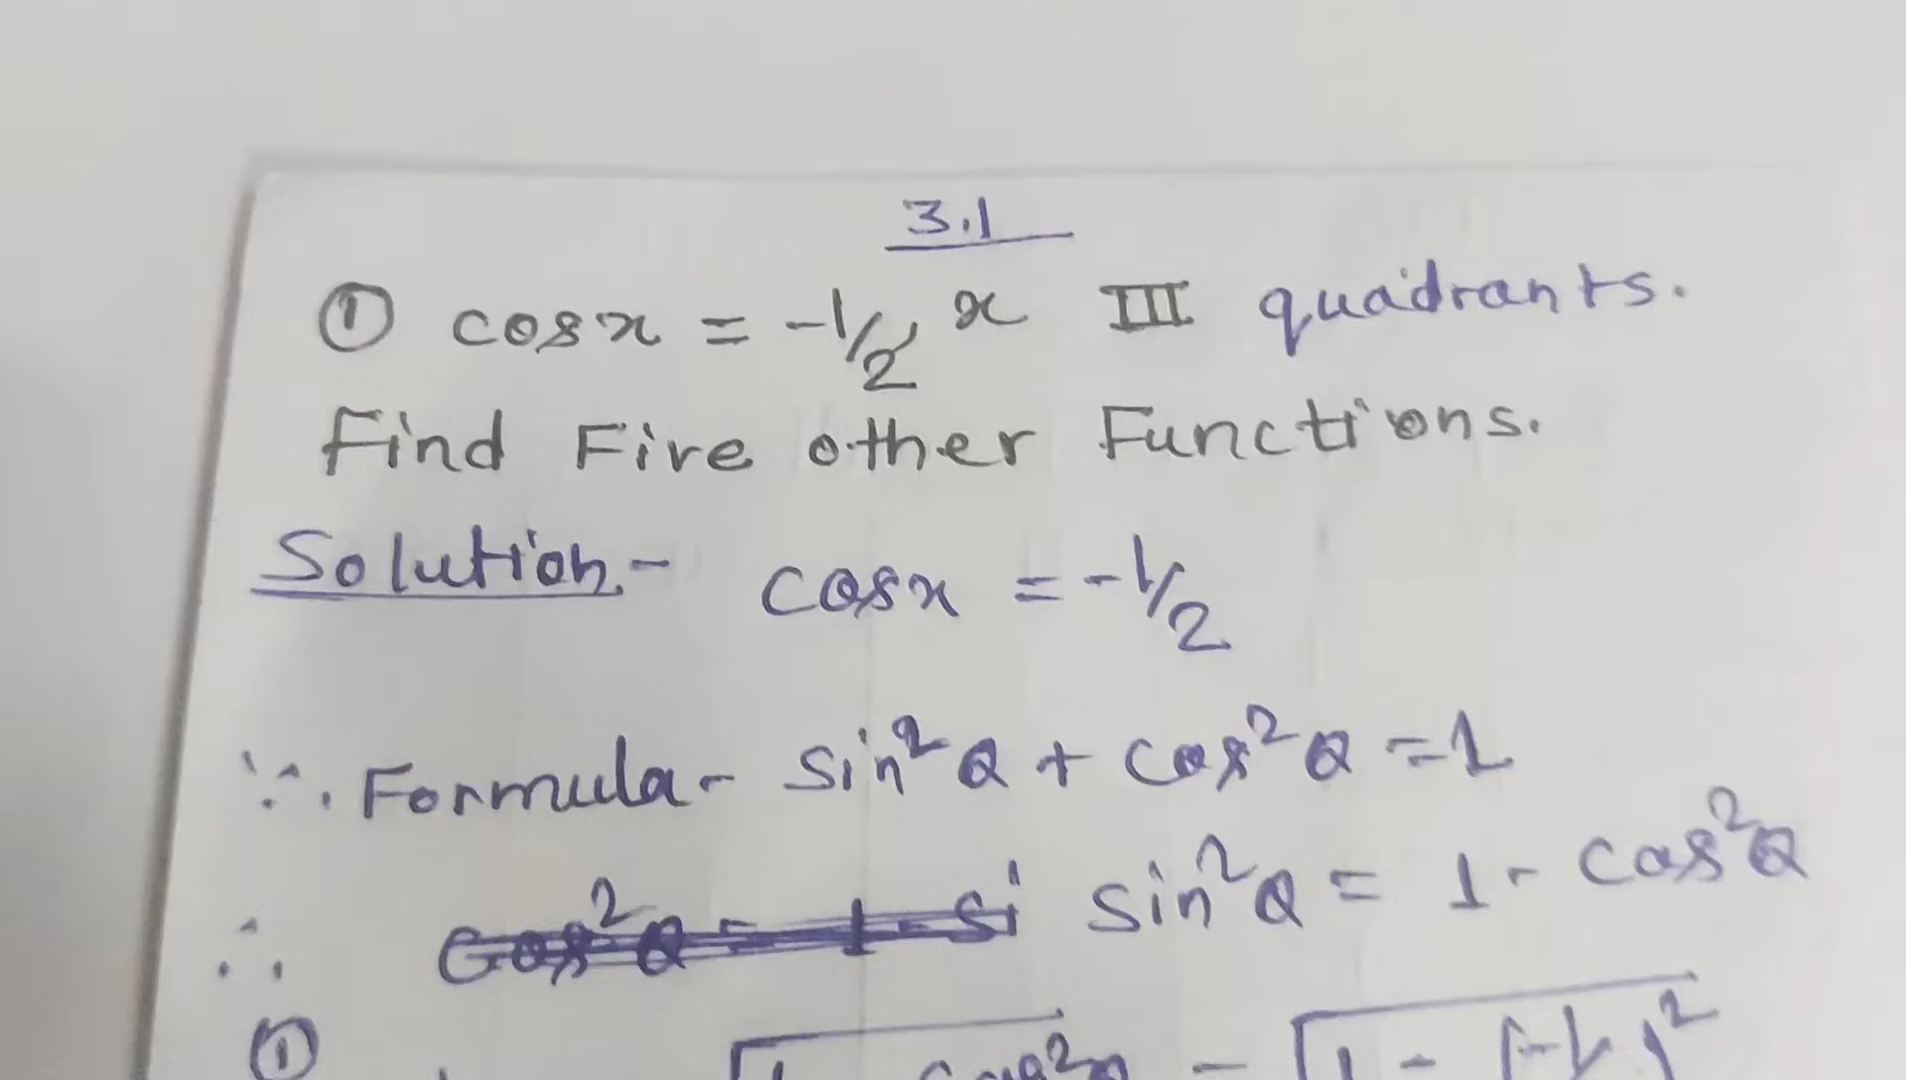 3.1
① cosx = -1/2, x III quadrants.
Find Five other Functions.
Solution:- cosx = -1/2
∵ Formula- sin²θ + cos²θ = 1
∴ sin²θ = 1 - cos²θ
①